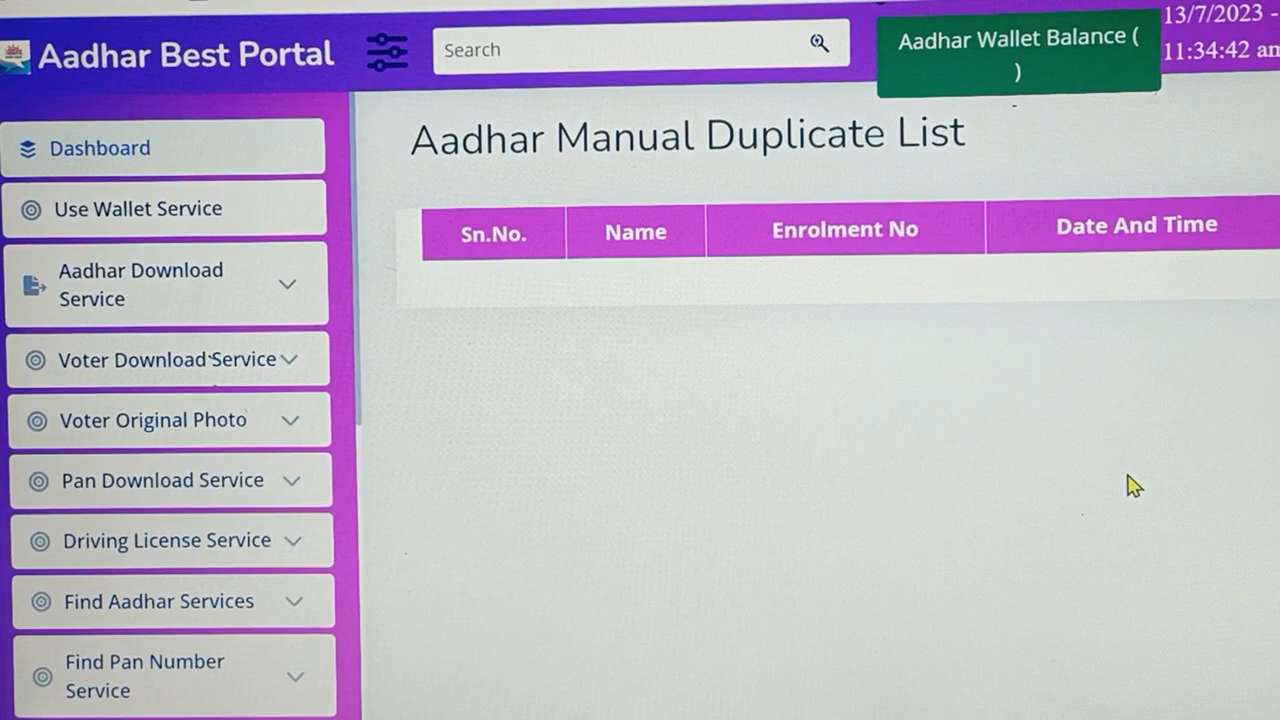 Aadhar Best Portal
Search
Aadhar Wallet Balance (
)
13/7/2023 -
11:34:42 am
Dashboard
Use Wallet Service
Aadhar Download
Service
Voter Download Service
Voter Original Photo
Pan Download Service
Driving License Service
Find Aadhar Services
Find Pan Number
Service
Aadhar Manual Duplicate List
Sn.No.
Name
Enrolment No
Date And Time